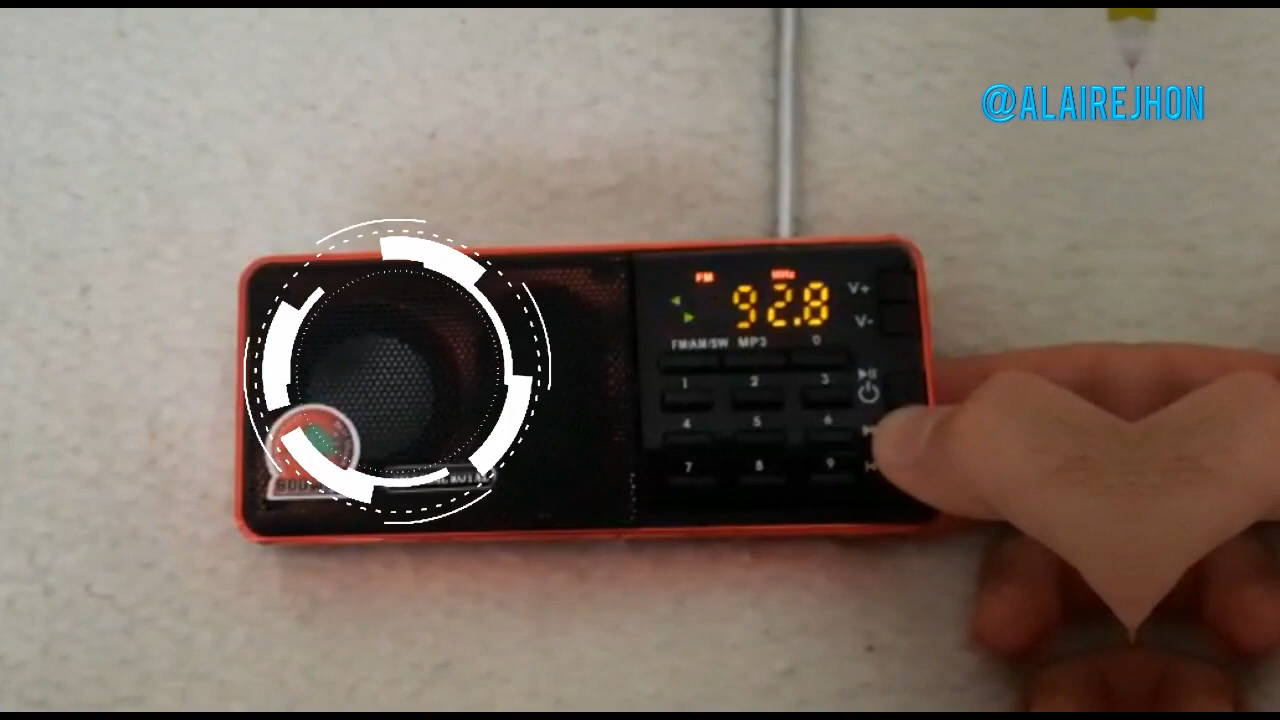 @ALAIREJHON
FM MHz
92.8
V+
V-
FM/AM/SW MP3 0
1 2 3
4 5 6
7 8 9